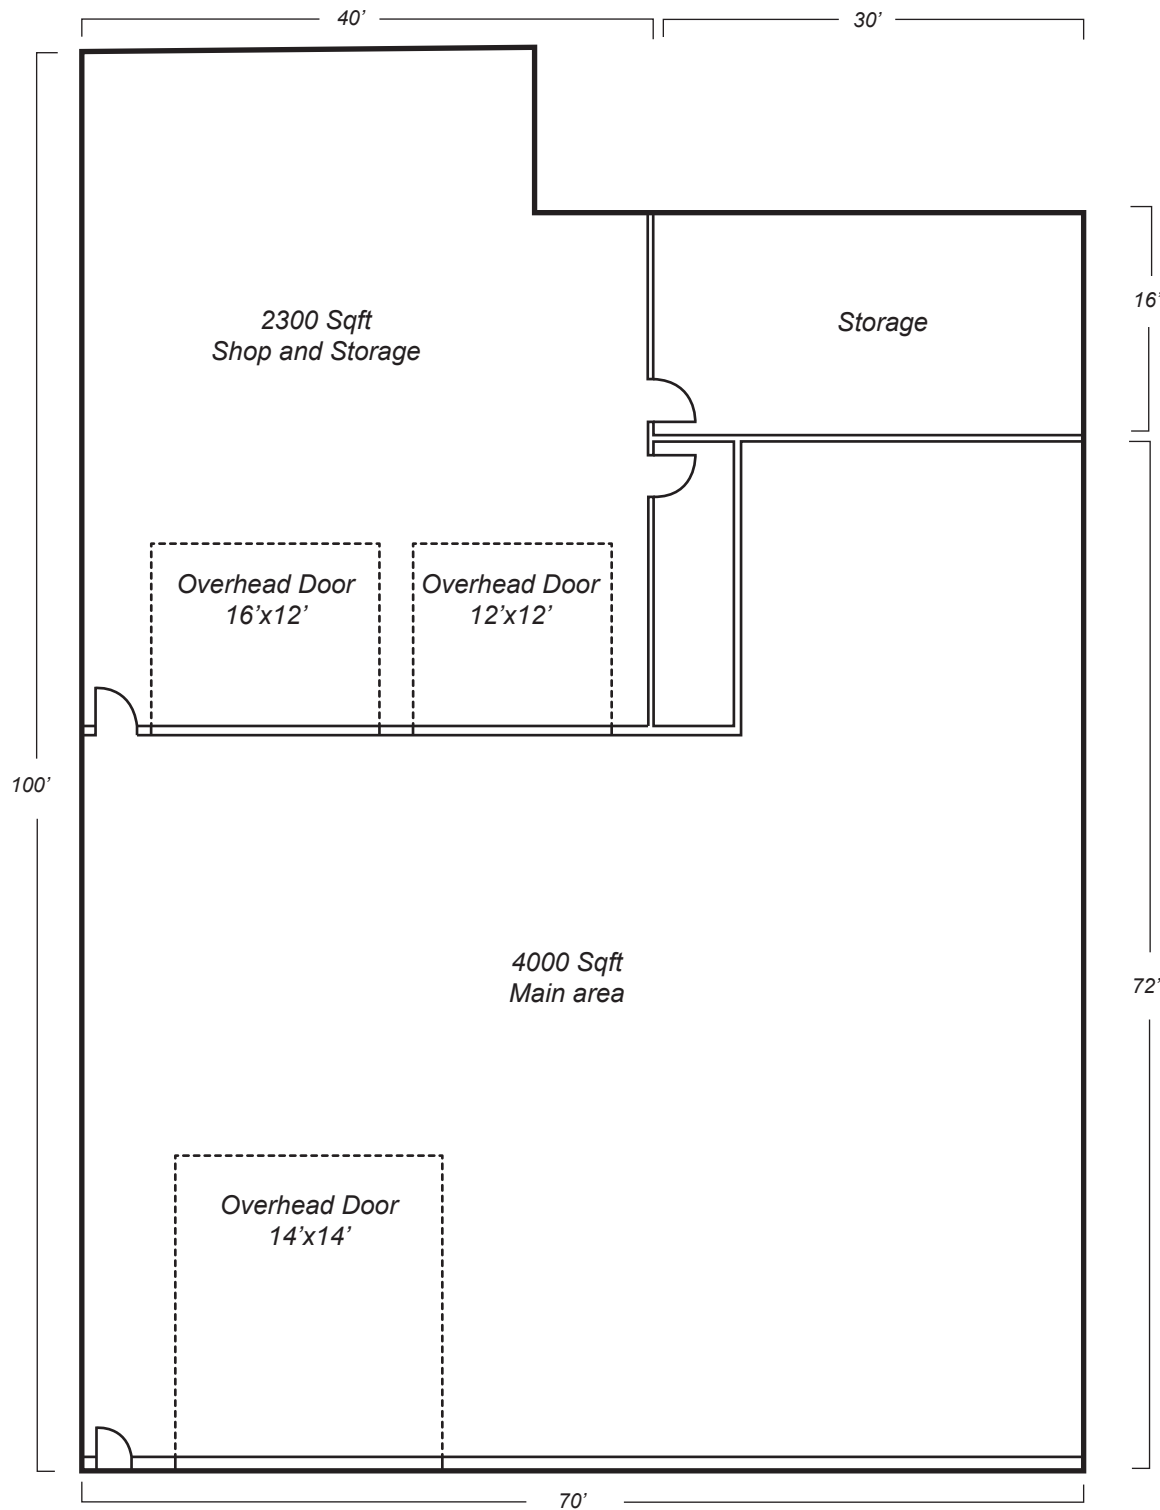 40’
30’
16’
2300 Sqft
Shop and Storage
Storage
Overhead Door
16’x12’
Overhead Door
12’x12’
100’
4000 Sqft
Main area
72’
Overhead Door
14’x14’
70’